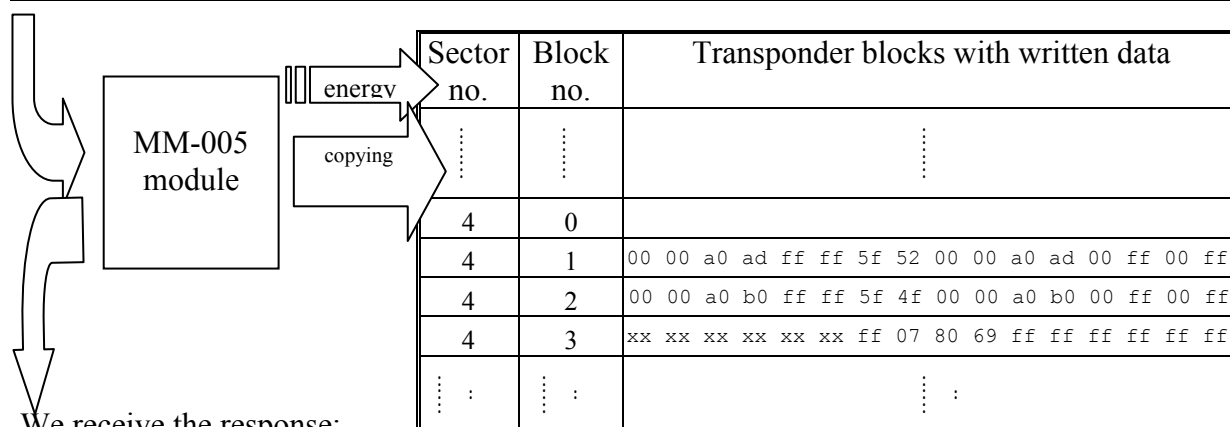 Sector no. Block no. Transponder blocks with written data
energy
MM-005 module
copying
4 0
4 1 00 00 a0 ad ff ff 5f 52 00 00 a0 ad 00 ff 00 ff
4 2 00 00 a0 b0 ff ff 5f 4f 00 00 a0 b0 00 ff 00 ff
4 3 xx xx xx xx xx xx ff 07 80 69 ff ff ff ff ff ff
: : :
We receive the response: